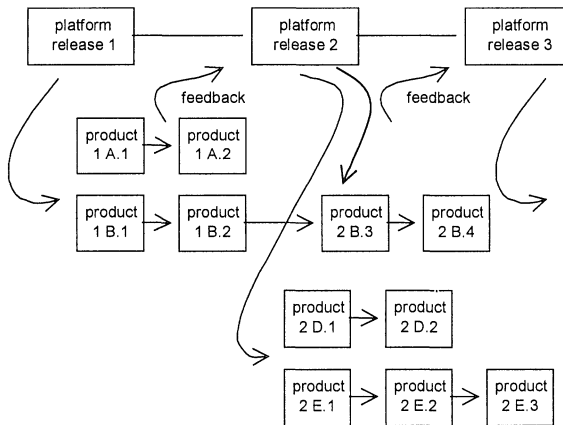 platform
release 1
platform
release 2
platform
release 3
feedback
feedback
product
1 A.1
product
1 A.2
product
1 B.1
product
1 B.2
product
2 B.3
product
2 B.4
product
2 D.1
product
2 D.2
product
2 E.1
product
2 E.2
product
2 E.3